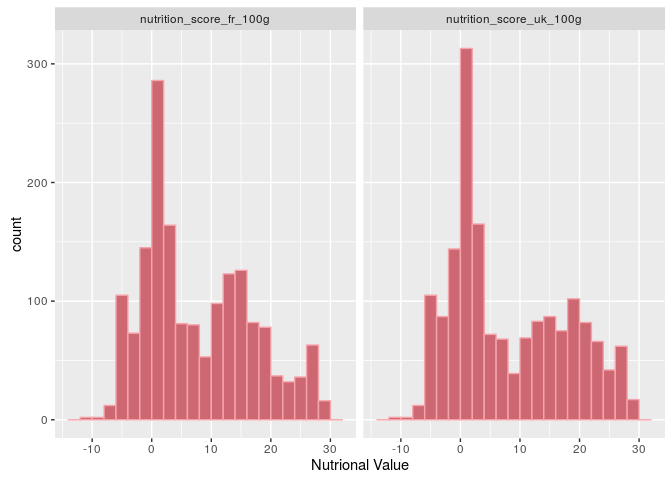 nutrition_score_fr_100g nutrition_score_uk_100g
300
200
100
0
count
-10 0 10 20 30 -10 0 10 20 30
Nutrional Value